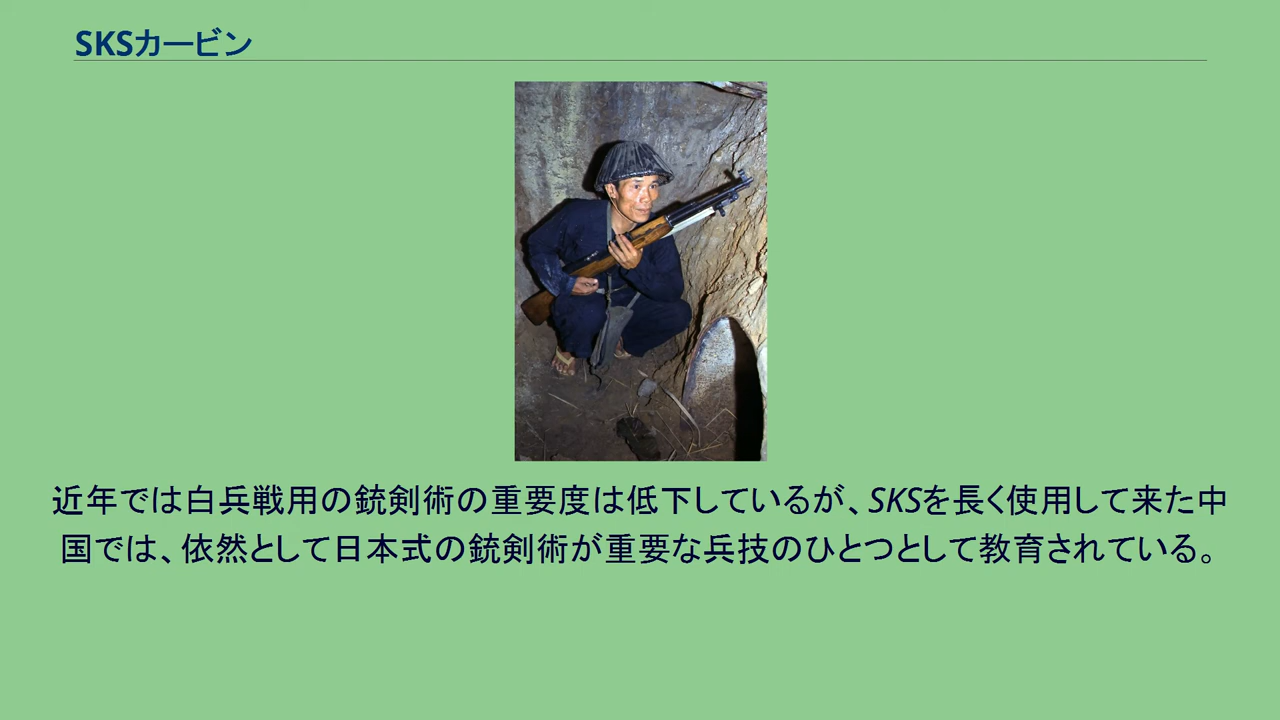 SKSカービン
近年では白兵戦用の銃剣術の重要度は低下しているが、SKSを長く使用して来た中
国では、依然として日本式の銃剣術が重要な兵技のひとつとして教育されている。